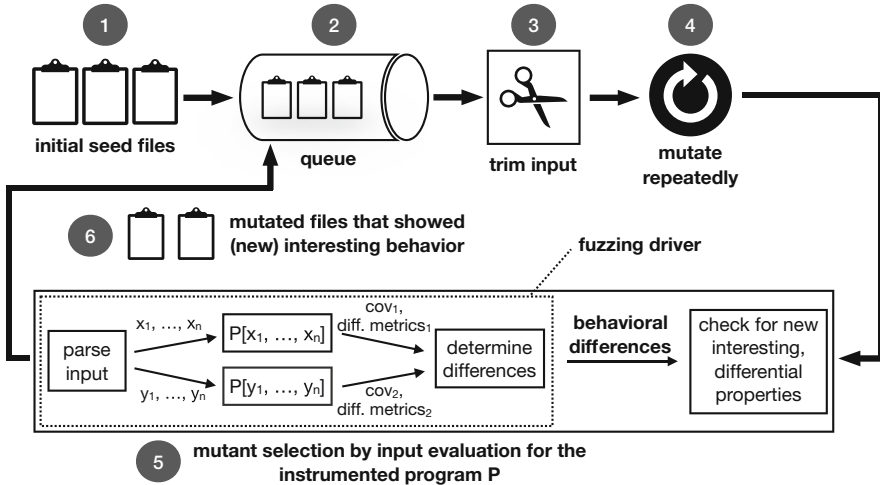 1
2
3
4
initial seed files
queue
trim input
mutate
repeatedly
6
mutated files that showed
(new) interesting behavior
fuzzing driver
parse
input
x₁, …, xₙ
y₁, …, yₙ
P[x₁, …, xₙ]
P[y₁, …, yₙ]
cov₁,
diff. metrics₁
cov₂,
diff. metrics₂
determine
differences
behavioral
differences
check for new
interesting,
differential
properties
5
mutant selection by input evaluation for the
instrumented program P